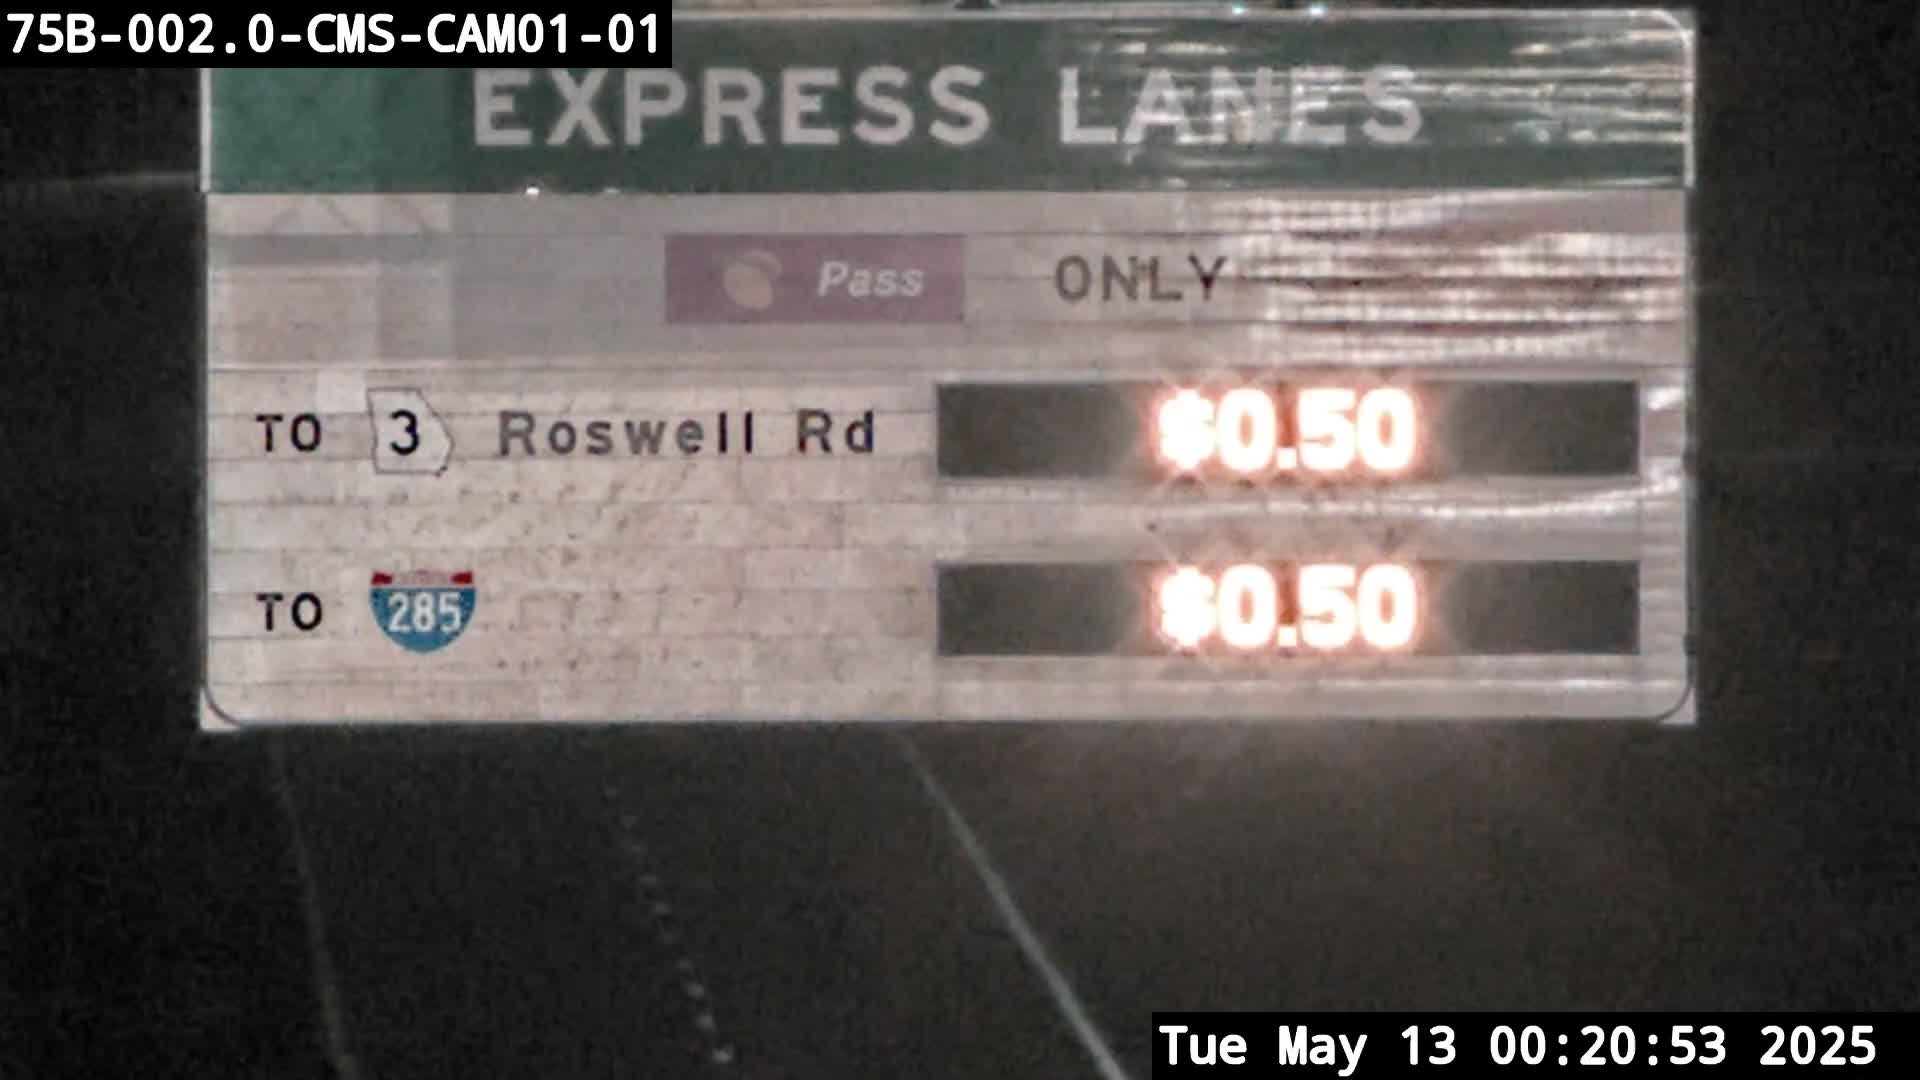 75B-002.0-CMS-CAM01-01
EXPRESS LANES
Pass ONLY
TO 3 Roswell Rd $0.50
TO 285 $0.50
Tue May 13 00:20:53 2025